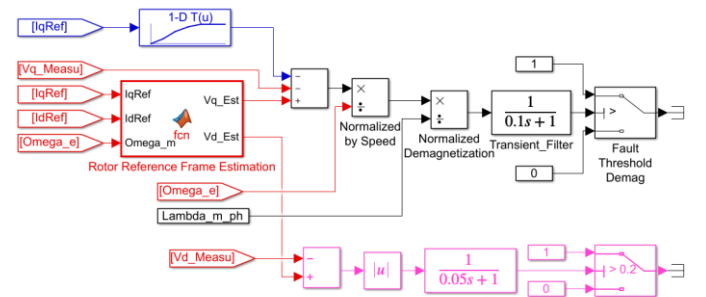 [IqRef]
1-D T(u)
[Vq_Measu]
[IqRef]
[IdRef]
[Omega_e]
IqRef
IdRef
Omega_m
fcn
Vq_Est
Vd_Est
Rotor Reference Frame Estimation
−
−
+
×
÷
Normalized
by Speed
×
÷
Normalized
Demagnetization
1
0.1s + 1
Transient_Filter
1
0
>
Fault
Threshold
Demag
[Omega_e]
Lambda_m_ph
[Vd_Measu]
−
+
|u|
1
0.05s + 1
1
0
> 0.2